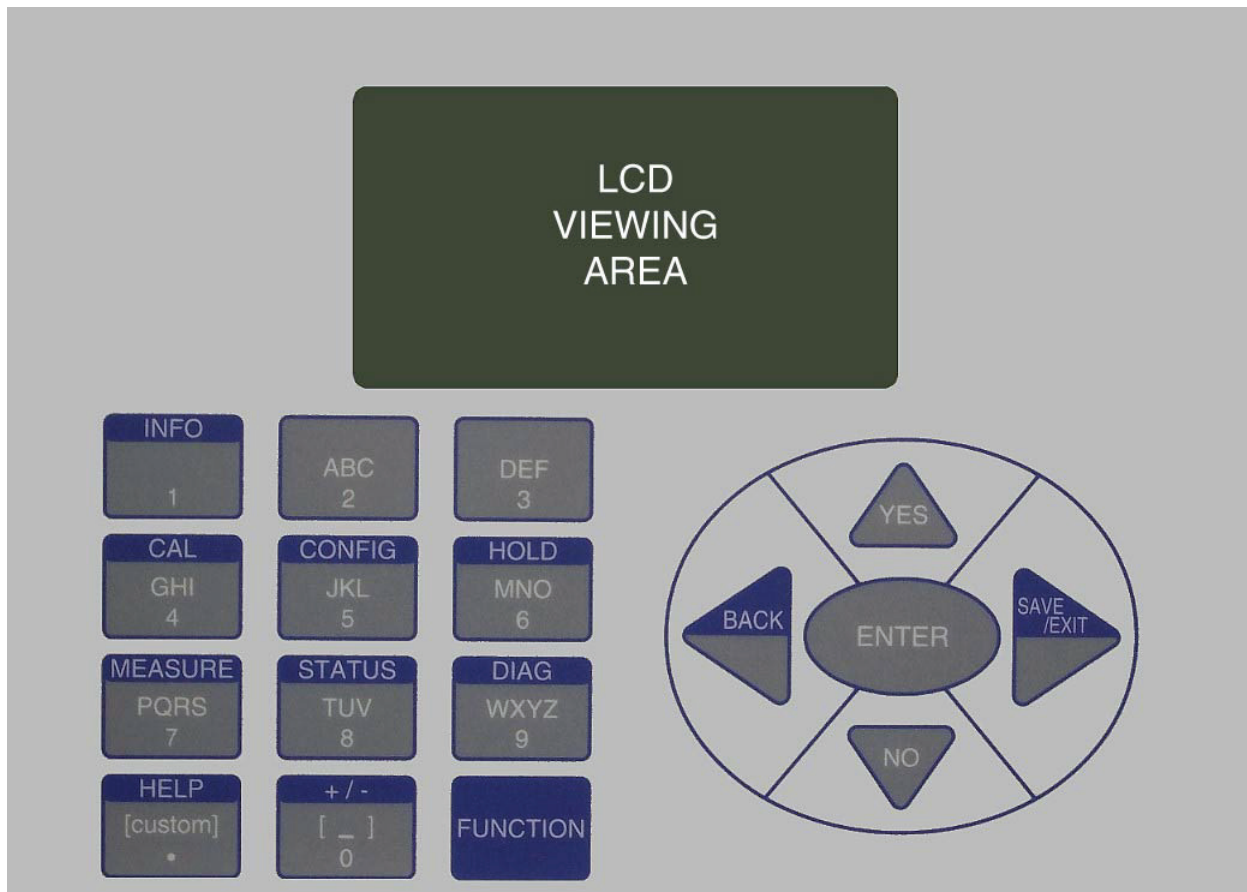 LCD
VIEWING
AREA
INFO
1
ABC
2
DEF
3
CAL
GHI
4
CONFIG
JKL
5
HOLD
MNO
6
MEASURE
PQRS
7
STATUS
TUV
8
DIAG
WXYZ
9
HELP
[custom]
•
+ / -
[ _ ]
0
FUNCTION
YES
BACK
ENTER
SAVE
/EXIT
NO